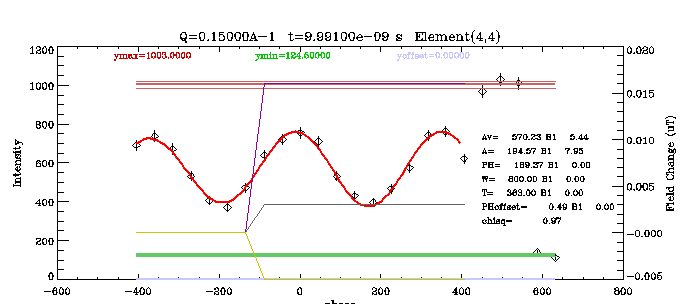 Q=0.15000A-1 t=9.99100e-09 s Element(4,4)
ymax=1003.0000 ymin=124.60000 yoffset=0.00000
1200
1000
800
600
400
200
0
Intensity
0.020
0.015
0.010
0.005
-0.000
-0.005
Field Change (uT)
Av= 570.23 B1 5.44
A= 194.57 B1 7.95
PH= 189.37 B1 0.00
W= 800.00 B1 0.00
T= 363.00 B1 0.00
PHoffset= 0.49 B1 0.00
chisq= 0.97
-600 -400 -200 0 200 400 600 800
phase